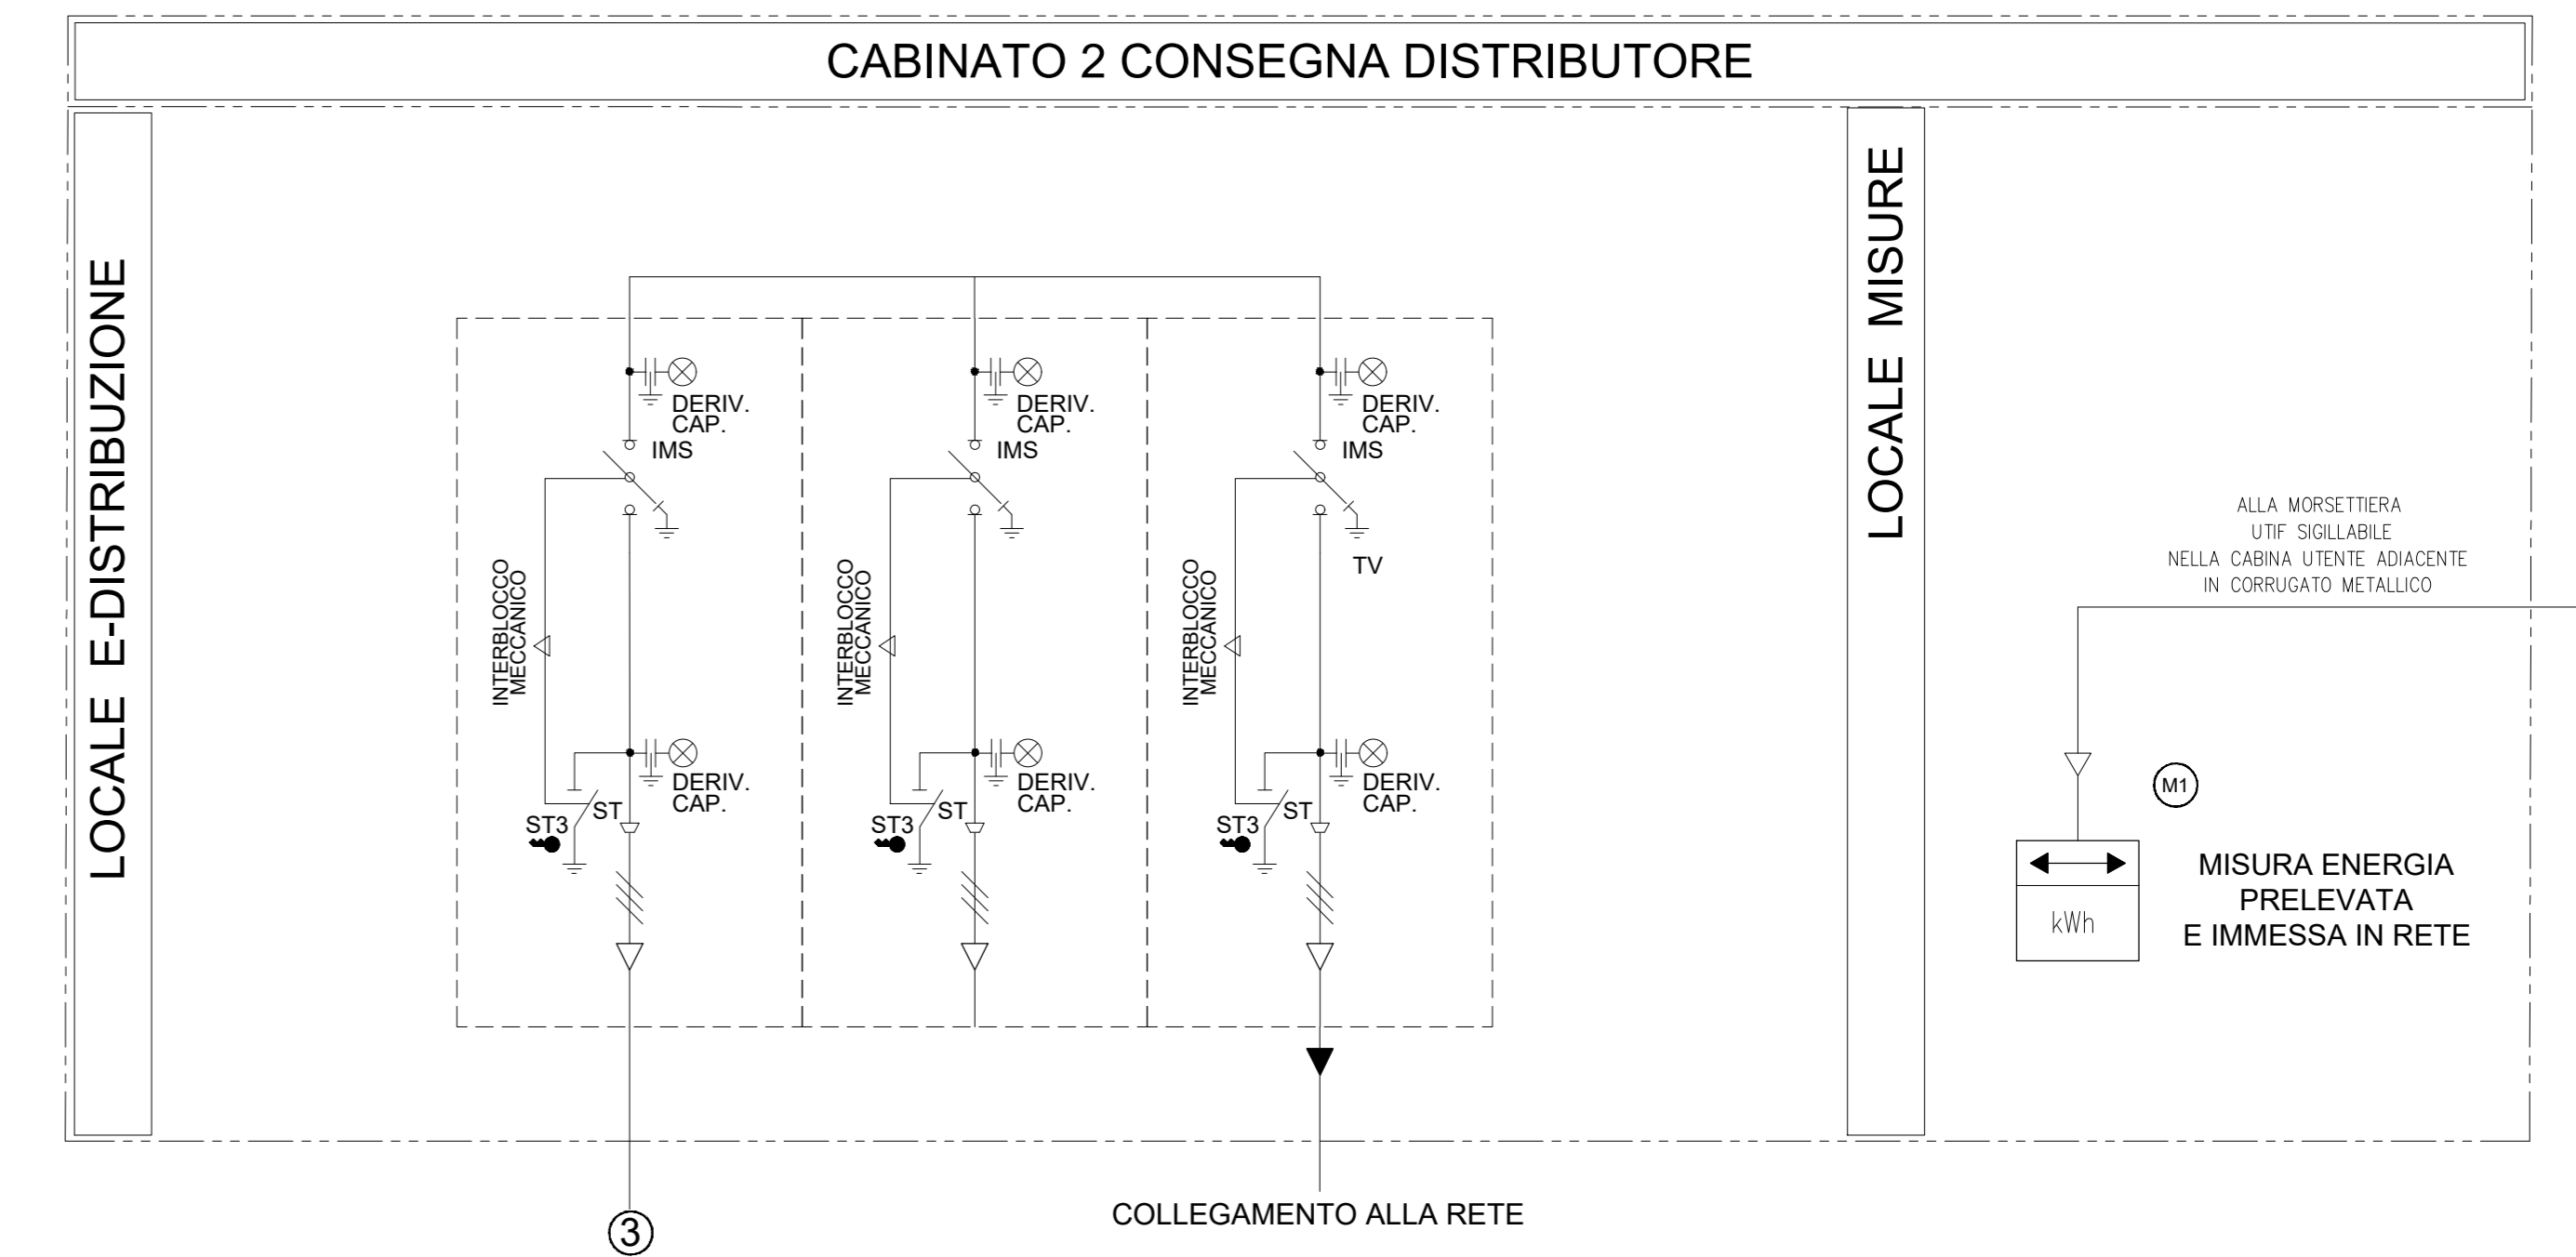 CABINATO 2 CONSEGNA DISTRIBUTORE
LOCALE E-DISTRIBUZIONE
DERIV.
CAP.
IMS
INTERBLOCCO
MECCANICO
DERIV.
CAP.
ST
ST3
3
DERIV.
CAP.
IMS
INTERBLOCCO
MECCANICO
DERIV.
CAP.
ST
ST3
DERIV.
CAP.
IMS
TV
INTERBLOCCO
MECCANICO
DERIV.
CAP.
ST
ST3
COLLEGAMENTO ALLA RETE
LOCALE MISURE
ALLA MORSETTIERA
UTIF SIGILLABILE
NELLA CABINA UTENTE ADIACENTE
IN CORRUGATO METALLICO
M1
kWh
MISURA ENERGIA
PRELEVATA
E IMMESSA IN RETE